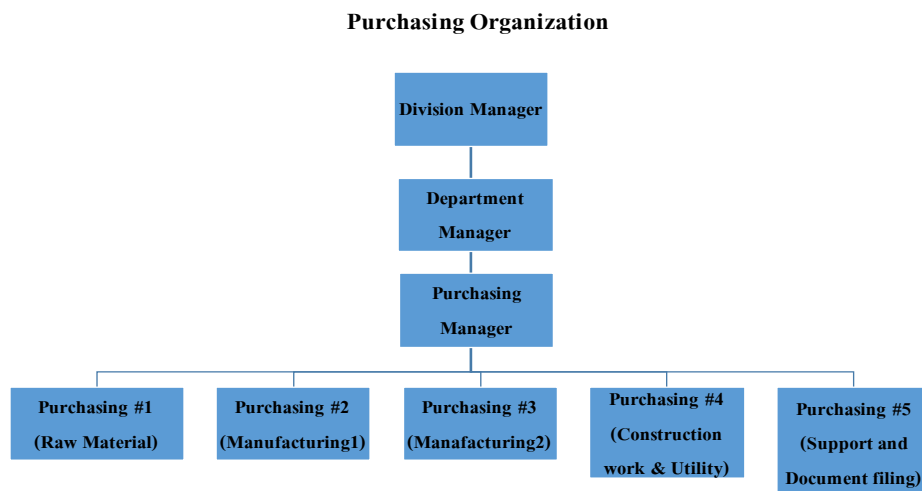 Purchasing Organization
Division Manager
Department
Manager
Purchasing
Manager
Purchasing #1
(Raw Material)
Purchasing #2
(Manufacturing1)
Purchasing #3
(Manafacturing2)
Purchasing #4
(Construction
work & Utility)
Purchasing #5
(Support and
Document filing)